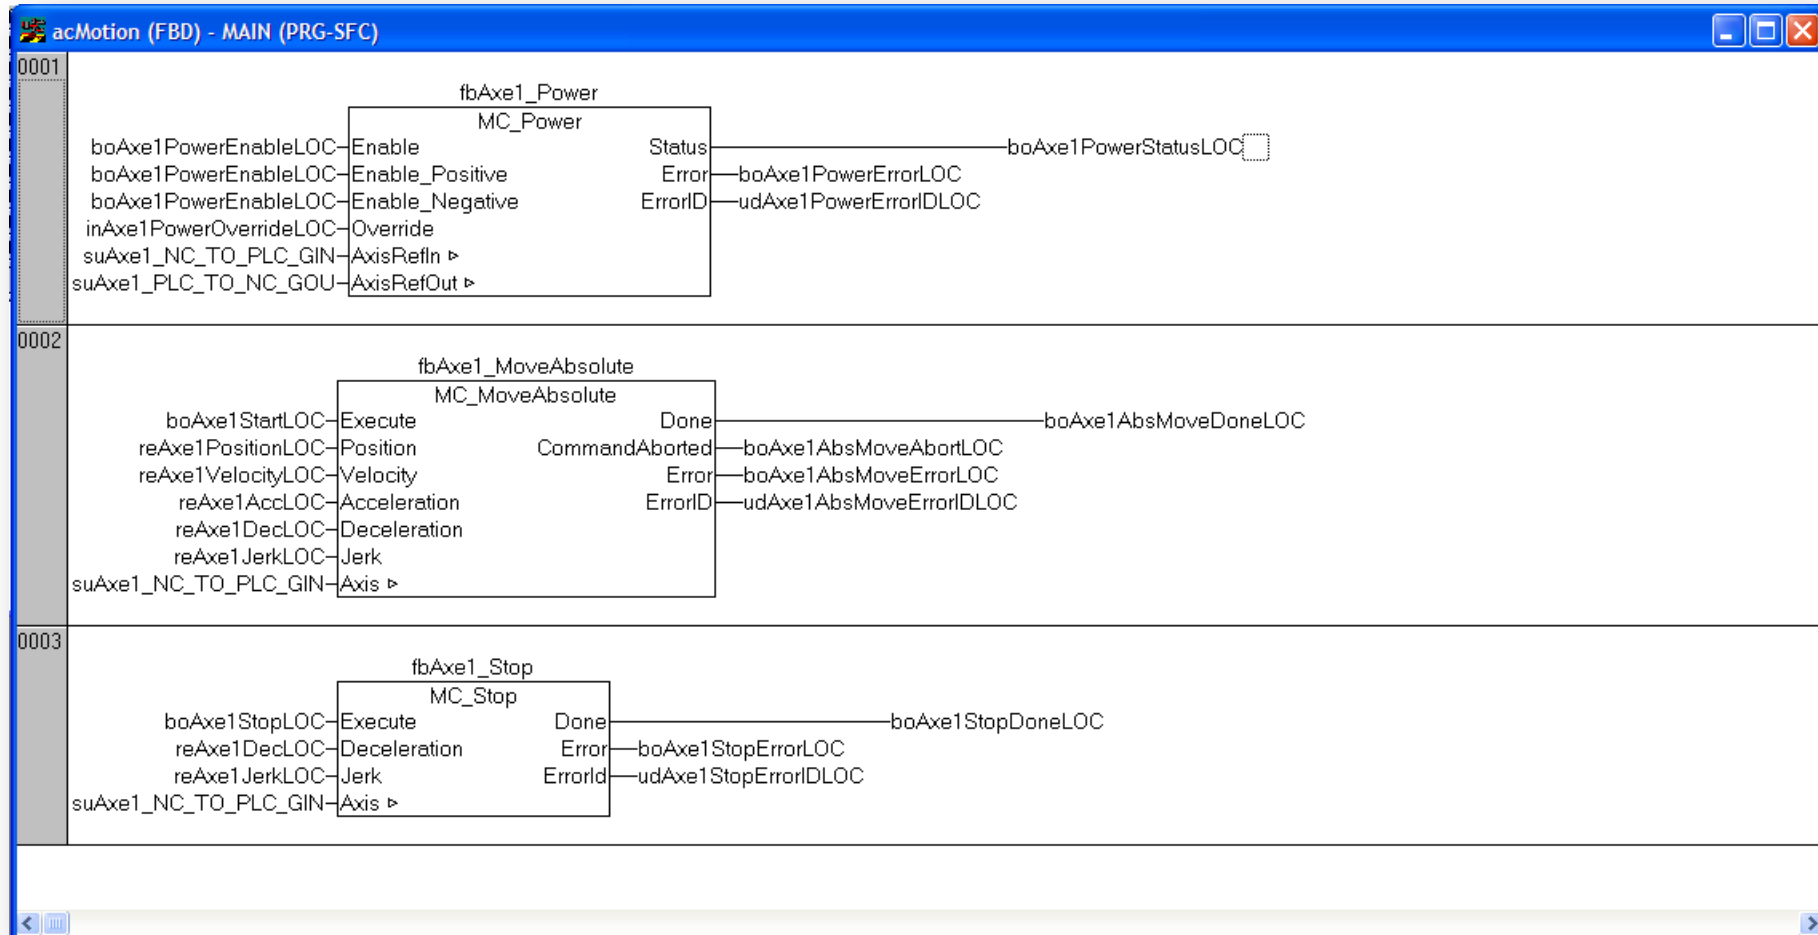 acMotion (FBD) - MAIN (PRG-SFC)
0001
fbAxe1_Power
MC_Power
boAxe1PowerEnableLOC Enable Status boAxe1PowerStatusLOC
boAxe1PowerEnableLOC Enable_Positive Error boAxe1PowerErrorLOC
boAxe1PowerEnableLOC Enable_Negative ErrorID udAxe1PowerErrorIDLOC
inAxe1PowerOverrideLOC Override
suAxe1_NC_TO_PLC_GIN AxisRefIn
suAxe1_PLC_TO_NC_GOU AxisRefOut
0002
fbAxe1_MoveAbsolute
MC_MoveAbsolute
boAxe1StartLOC Execute Done boAxe1AbsMoveDoneLOC
reAxe1PositionLOC Position CommandAborted boAxe1AbsMoveAbortLOC
reAxe1VelocityLOC Velocity Error boAxe1AbsMoveErrorLOC
reAxe1AccLOC Acceleration ErrorID udAxe1AbsMoveErrorIDLOC
reAxe1DecLOC Deceleration
reAxe1JerkLOC Jerk
suAxe1_NC_TO_PLC_GIN Axis
0003
fbAxe1_Stop
MC_Stop
boAxe1StopLOC Execute Done boAxe1StopDoneLOC
reAxe1DecLOC Deceleration Error boAxe1StopErrorLOC
reAxe1JerkLOC Jerk ErrorId udAxe1StopErrorIDLOC
suAxe1_NC_TO_PLC_GIN Axis